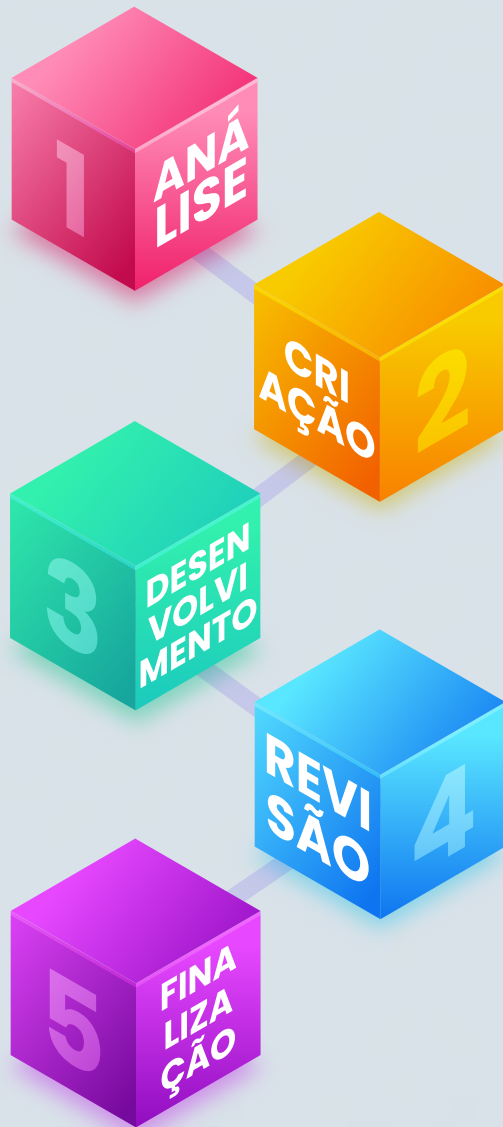 1
ANÁ
LISE
CRI
AÇÃO
2
3
DESEN
VOLVI
MENTO
REVI
SÃO
4
5
FINA
LIZA
ÇÃO